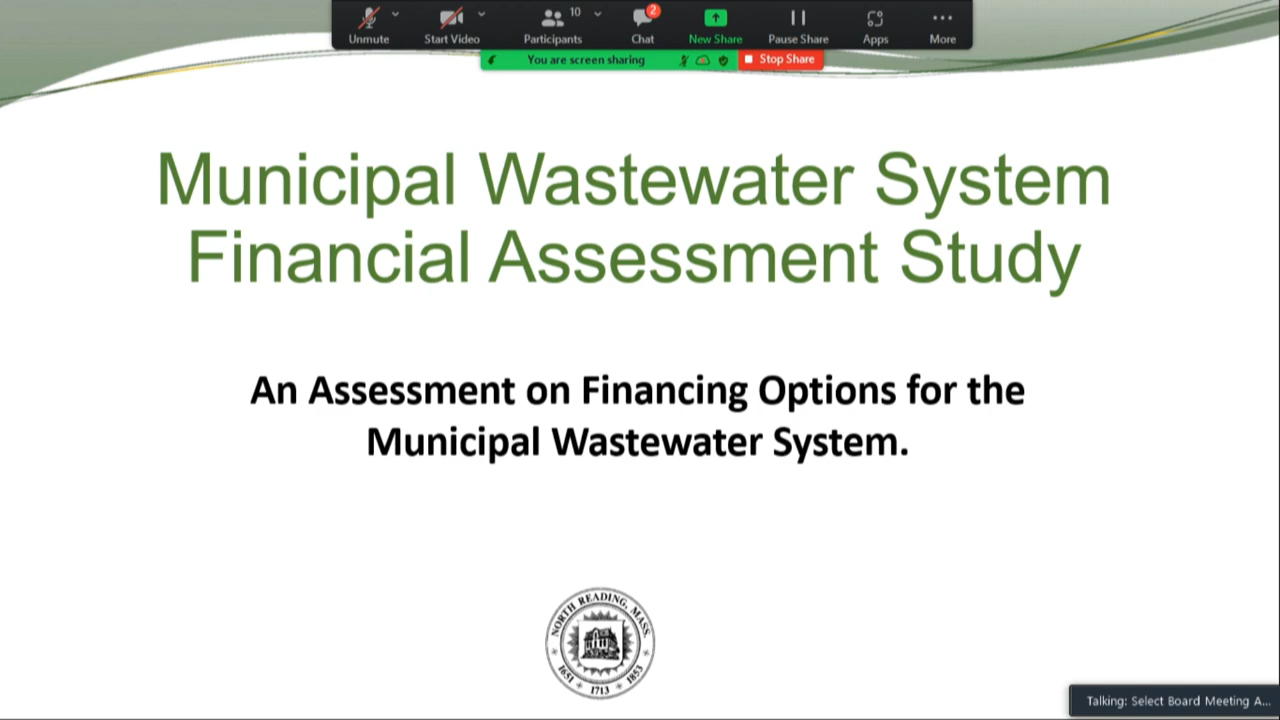 10
2
Unmute
Start Video
Participants
Chat
New Share
Pause Share
Apps
More
You are screen sharing
Stop Share
Municipal Wastewater System
Financial Assessment Study
An Assessment on Financing Options for the
Municipal Wastewater System.
NORTH READING, MASS.
1651 1713 1853
Talking: Select Board Meeting A...